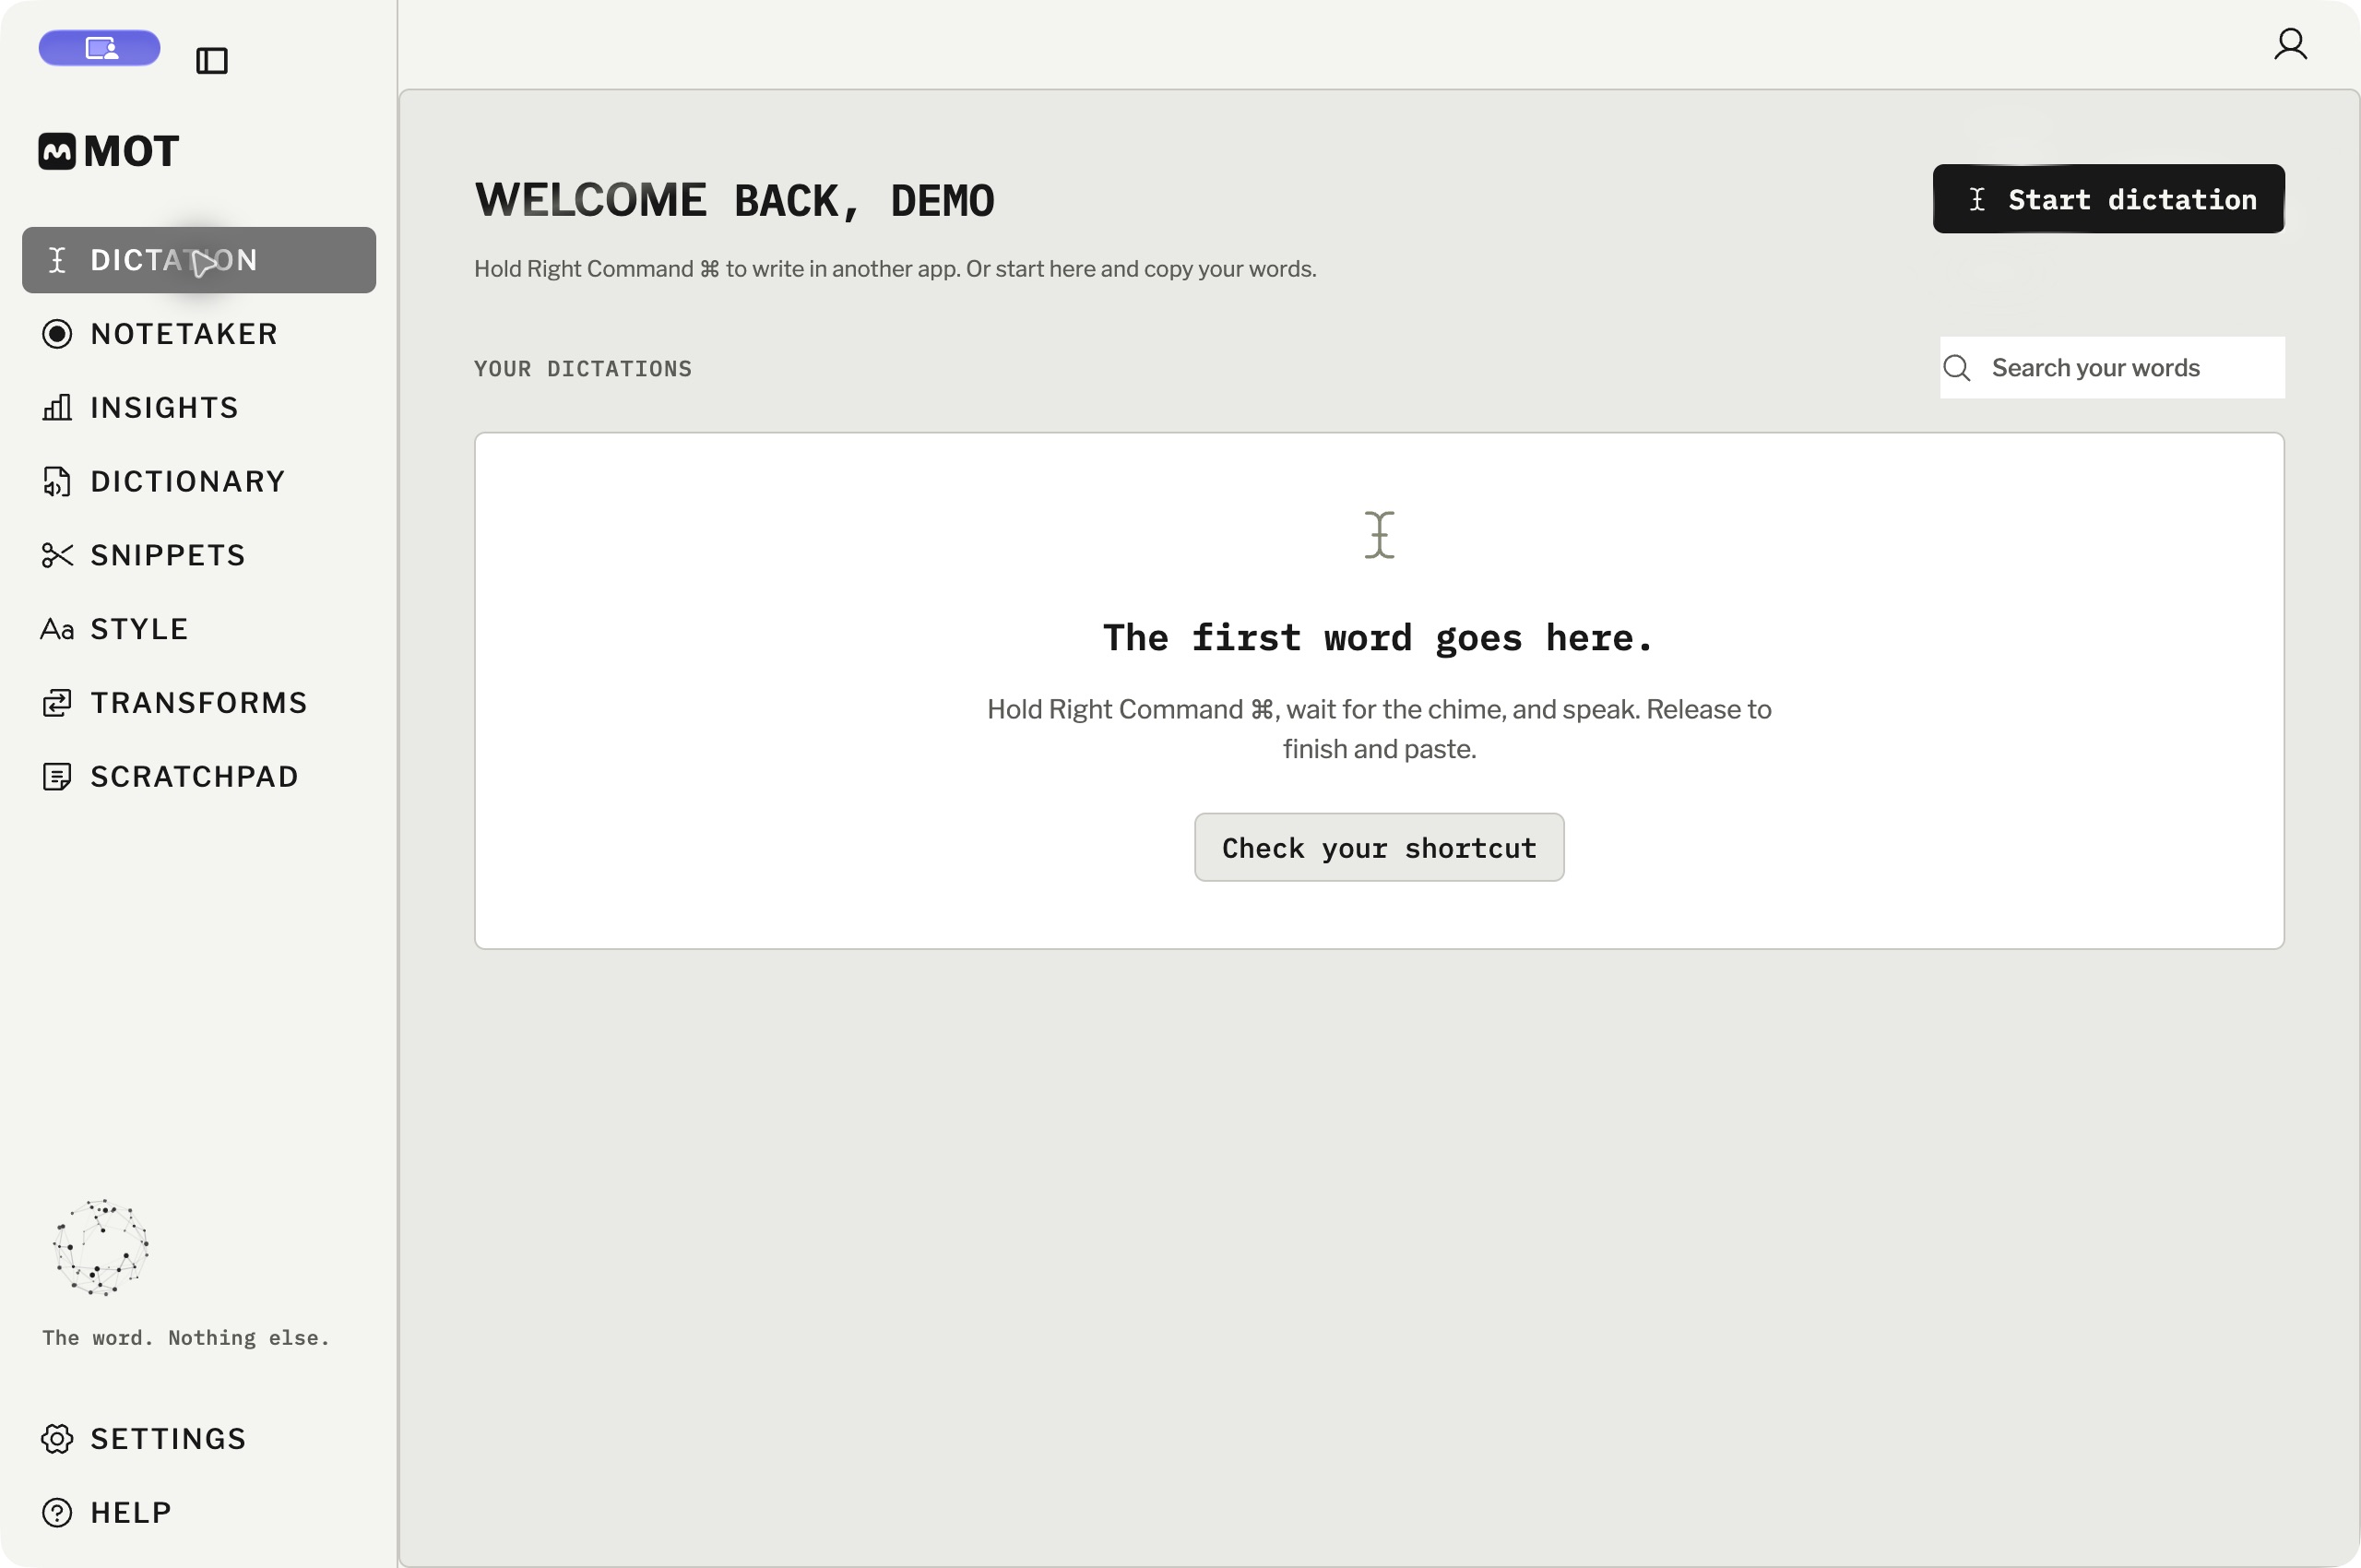 MOT
DICTATION
NOTETAKER
INSIGHTS
DICTIONARY
SNIPPETS
Aa STYLE
TRANSFORMS
SCRATCHPAD
The word. Nothing else.
SETTINGS
HELP
WELCOME BACK, DEMO
Start dictation
Hold Right Command ⌘ to write in another app. Or start here and copy your words.
YOUR DICTATIONS
Search your words
The first word goes here.
Hold Right Command ⌘, wait for the chime, and speak. Release to
finish and paste.
Check your shortcut